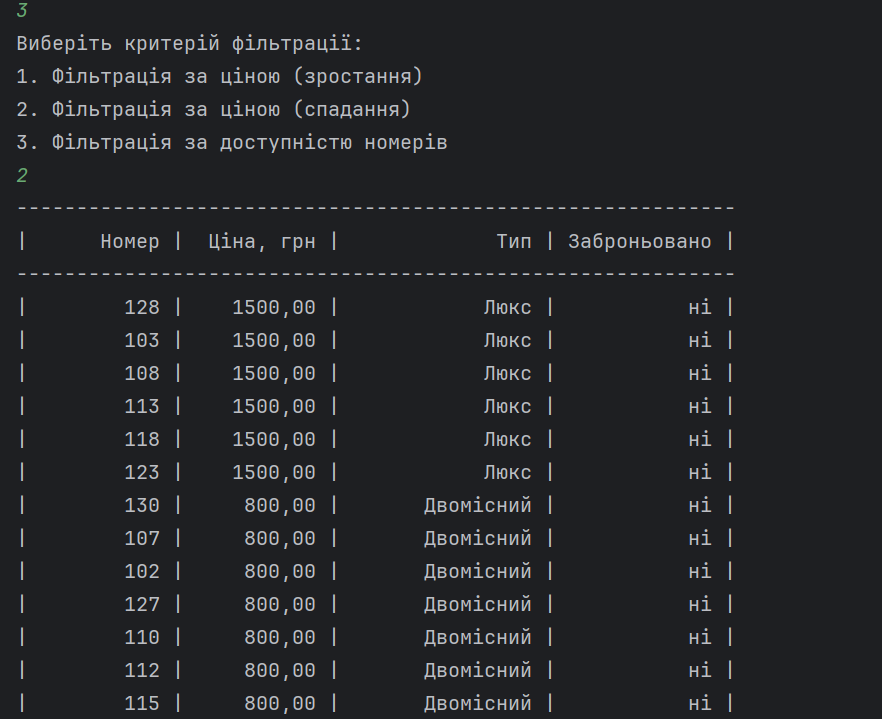 3
Виберіть критерій фільтрації:
1. Фільтрація за ціною (зростання)
2. Фільтрація за ціною (спадання)
3. Фільтрація за доступністю номерів
2
------------------------------------------------------------
|      Номер |  Ціна, грн |             Тип | Заброньовано |
------------------------------------------------------------
|        128 |    1500,00 |            Люкс |           ні |
|        103 |    1500,00 |            Люкс |           ні |
|        108 |    1500,00 |            Люкс |           ні |
|        113 |    1500,00 |            Люкс |           ні |
|        118 |    1500,00 |            Люкс |           ні |
|        123 |    1500,00 |            Люкс |           ні |
|        130 |     800,00 |       Двомісний |           ні |
|        107 |     800,00 |       Двомісний |           ні |
|        102 |     800,00 |       Двомісний |           ні |
|        127 |     800,00 |       Двомісний |           ні |
|        110 |     800,00 |       Двомісний |           ні |
|        112 |     800,00 |       Двомісний |           ні |
|        115 |     800,00 |       Двомісний |           ні |